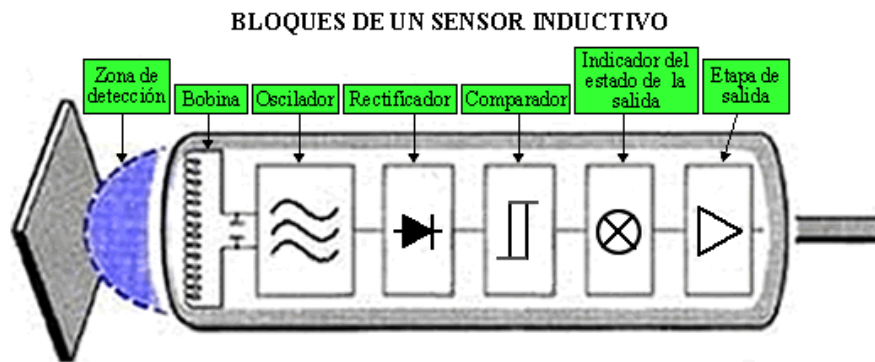 BLOQUES DE UN SENSOR INDUCTIVO
Zona de
detección
Bobina
Oscilador
Rectificador
Comparador
Indicador del
estado de la
salida
Etapa de
salida